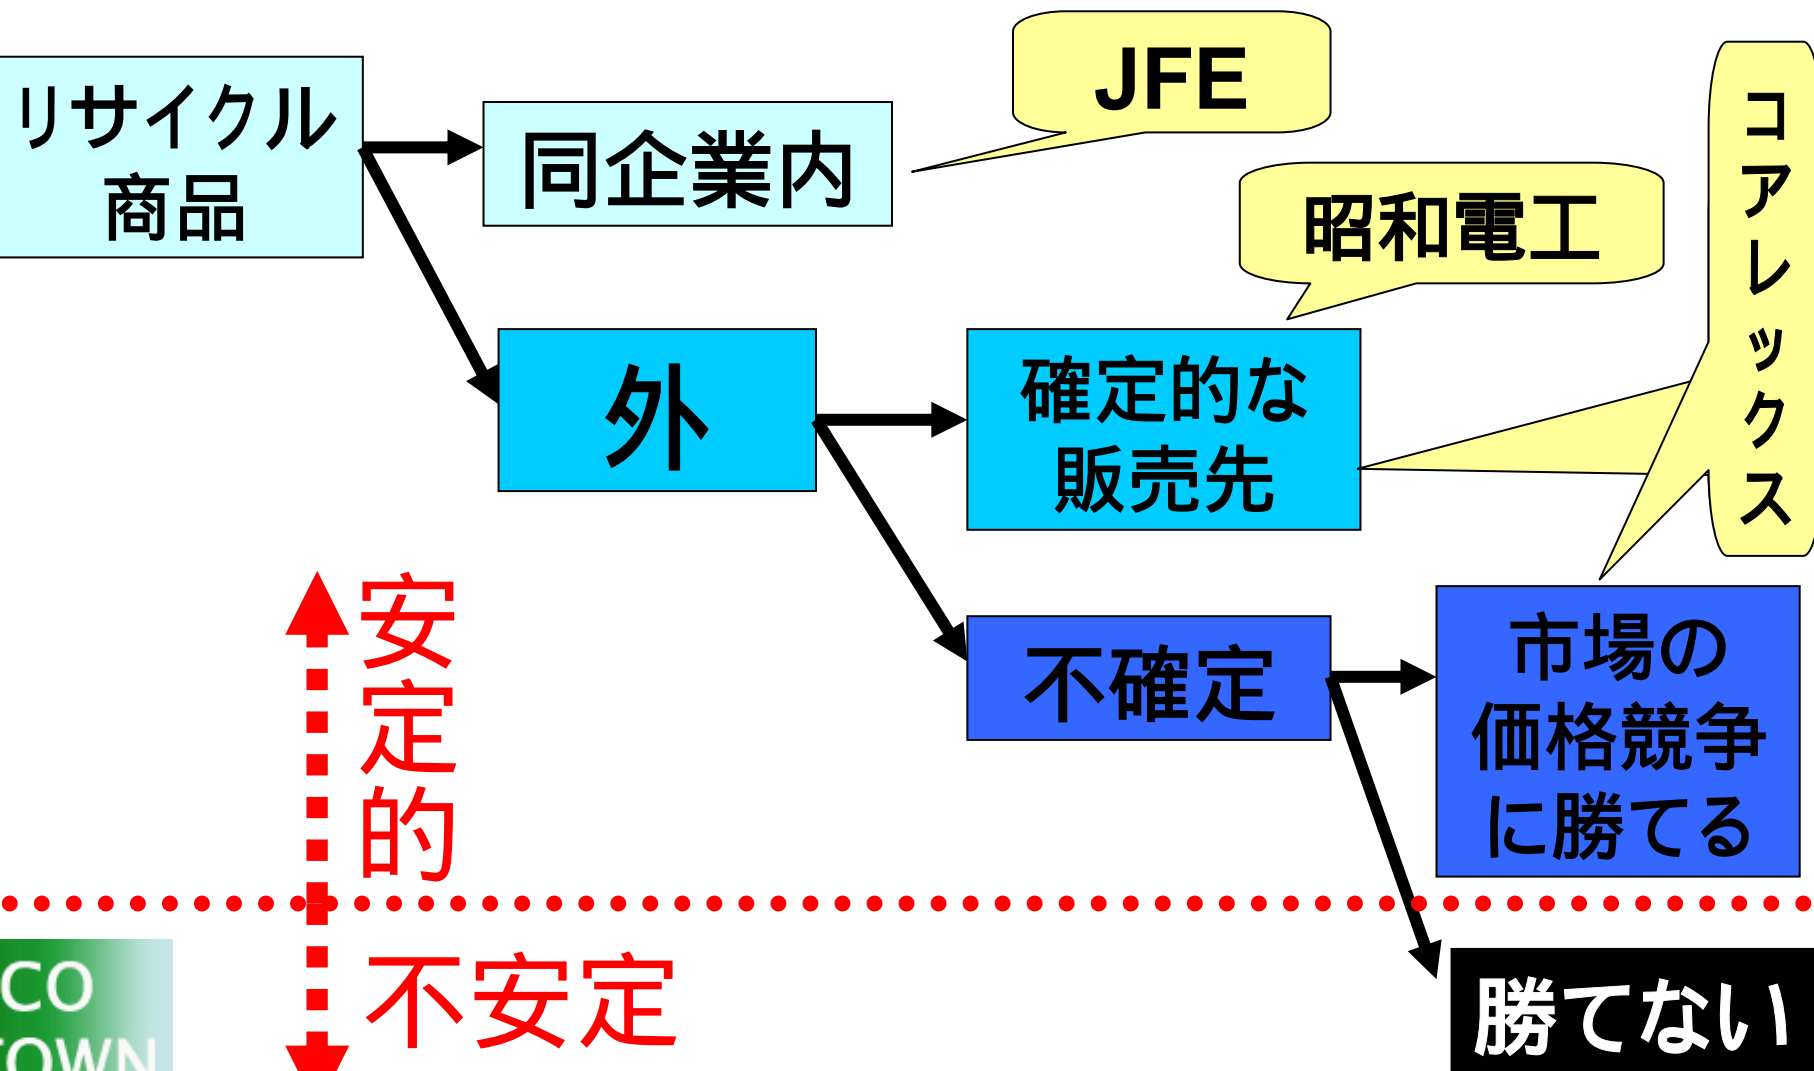 リサイクル
商品
同企業内
JFE
昭和電工
コアレックス
外
確定的な
販売先
不確定
市場の
価格競争
に勝てる
安定的
不安定
勝てない
CO
OWN